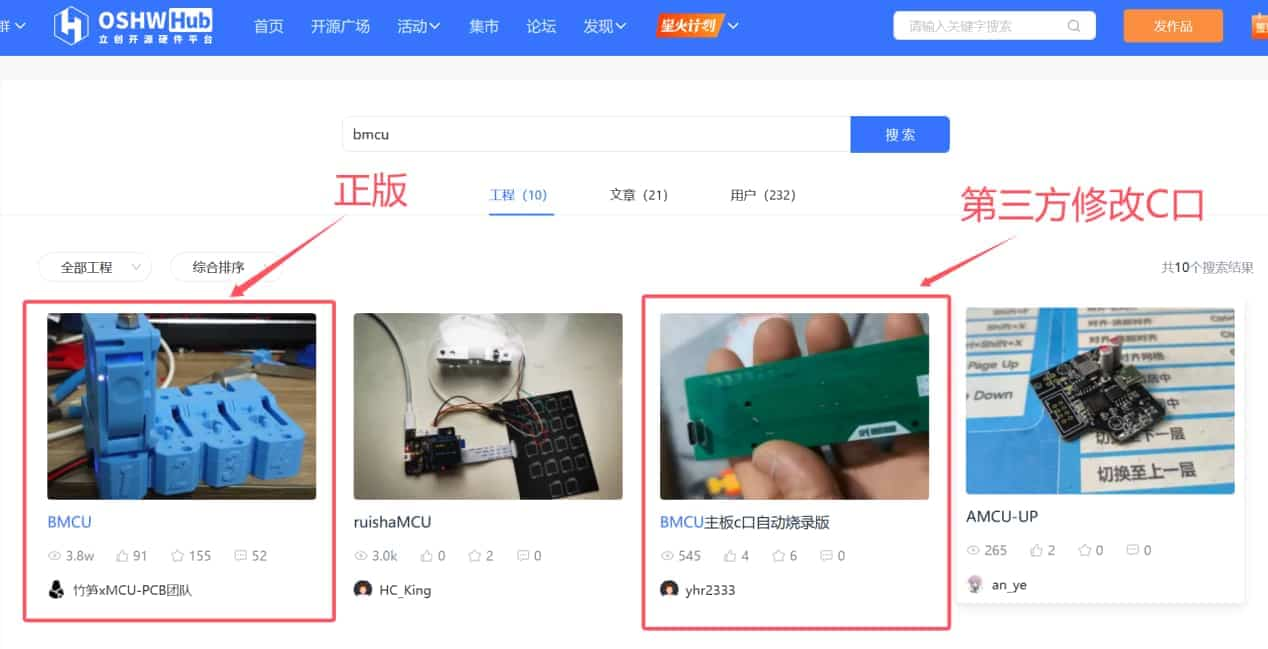 群
OSHWHub
立创开源硬件平台
首页
开源广场
活动
集市
论坛
发现
星火计划
请输入关键字搜索
发作品
bmcu
搜 索
正版
工程（10）
文章（21）
用户（232）
第三方修改C口
全部工程
综合排序
共10个搜索结果
Page Up
Down
切换至下一层
切换至上一层
BMCU
3.8w
91
155
52
竹笋xMCU-PCB团队
ruishaMCU
3.0k
0
2
0
HC_King
BMCU主板c口自动烧录版
545
4
6
0
yhr2333
AMCU-UP
265
2
0
0
an_ye